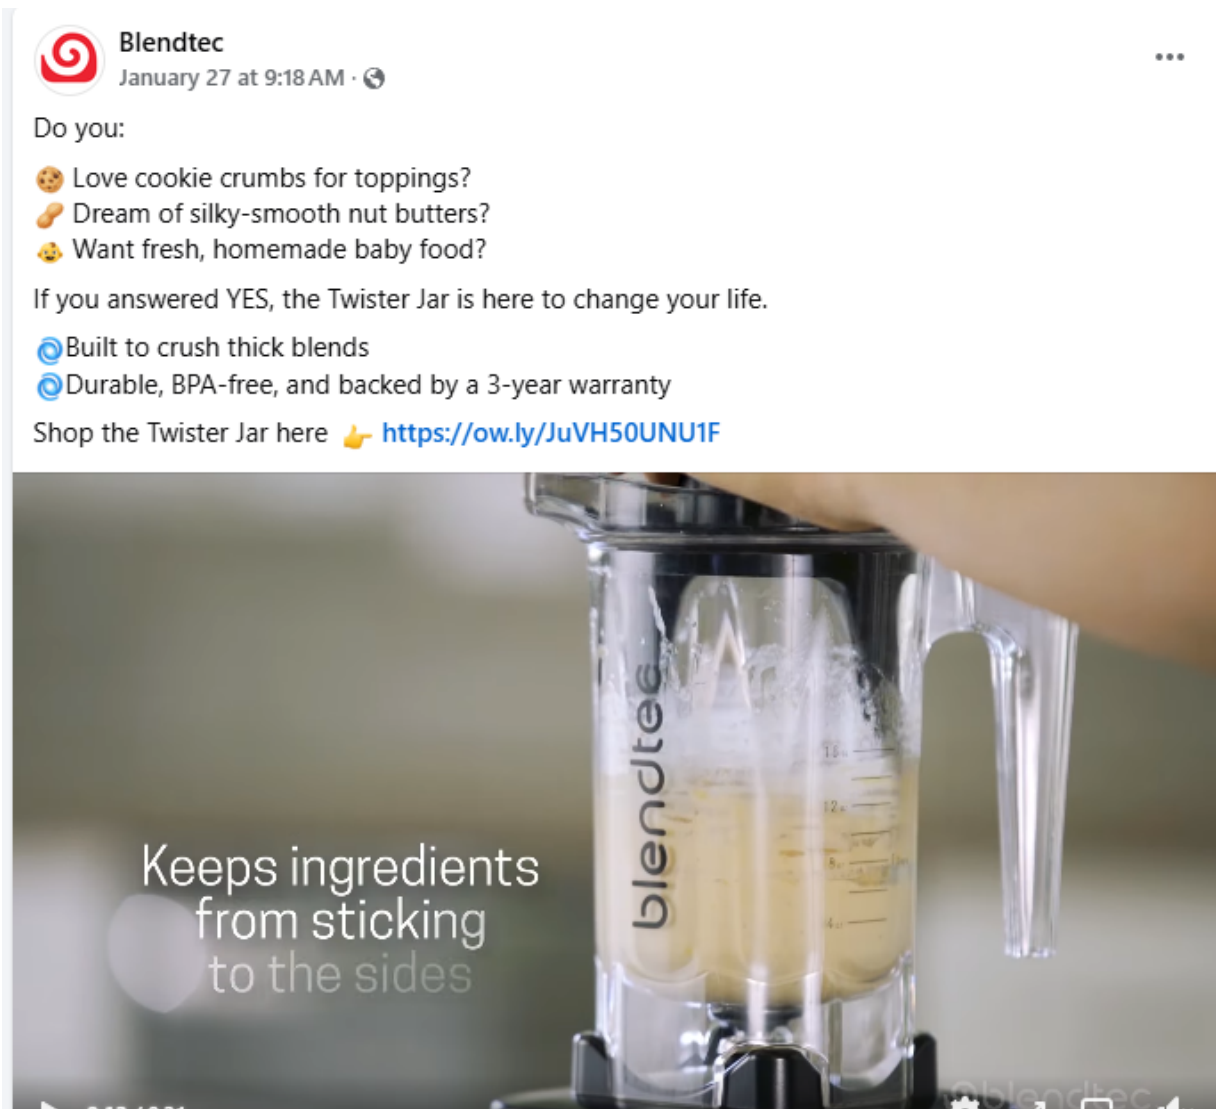 Blendtec
January 27 at 9:18 AM ·
Do you:
🍪 Love cookie crumbs for toppings?
🥜 Dream of silky-smooth nut butters?
👶 Want fresh, homemade baby food?
If you answered YES, the Twister Jar is here to change your life.
🌀Built to crush thick blends
🌀Durable, BPA-free, and backed by a 3-year warranty
Shop the Twister Jar here 👉 https://ow.ly/JuVH50UNU1F
blendtec
Keeps ingredients
from sticking
to the sides
blendtec